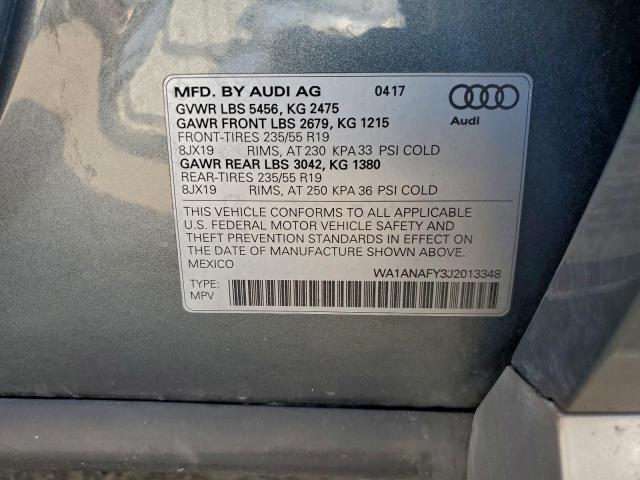 MFD. BY AUDI AG 0417
GVWR LBS 5456, KG 2475
GAWR FRONT LBS 2679, KG 1215
FRONT-TIRES 235/55 R19
8JX19 RIMS, AT 230 KPA 33 PSI COLD
GAWR REAR LBS 3042, KG 1380
REAR-TIRES 235/55 R19
8JX19 RIMS, AT 250 KPA 36 PSI COLD
Audi
THIS VEHICLE CONFORMS TO ALL APPLICABLE
U.S. FEDERAL MOTOR VEHICLE SAFETY AND
THEFT PREVENTION STANDARDS IN EFFECT ON
THE DATE OF MANUFACTURE SHOWN ABOVE.
MEXICO WA1ANAFY3J2013348
TYPE:
MPV